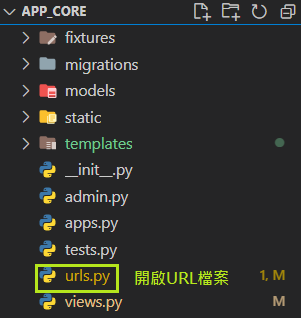 APP_CORE
fixtures
migrations
models
static
templates
__init__.py
admin.py
apps.py
tests.py
urls.py 開啟URL檔案 1, M
views.py M